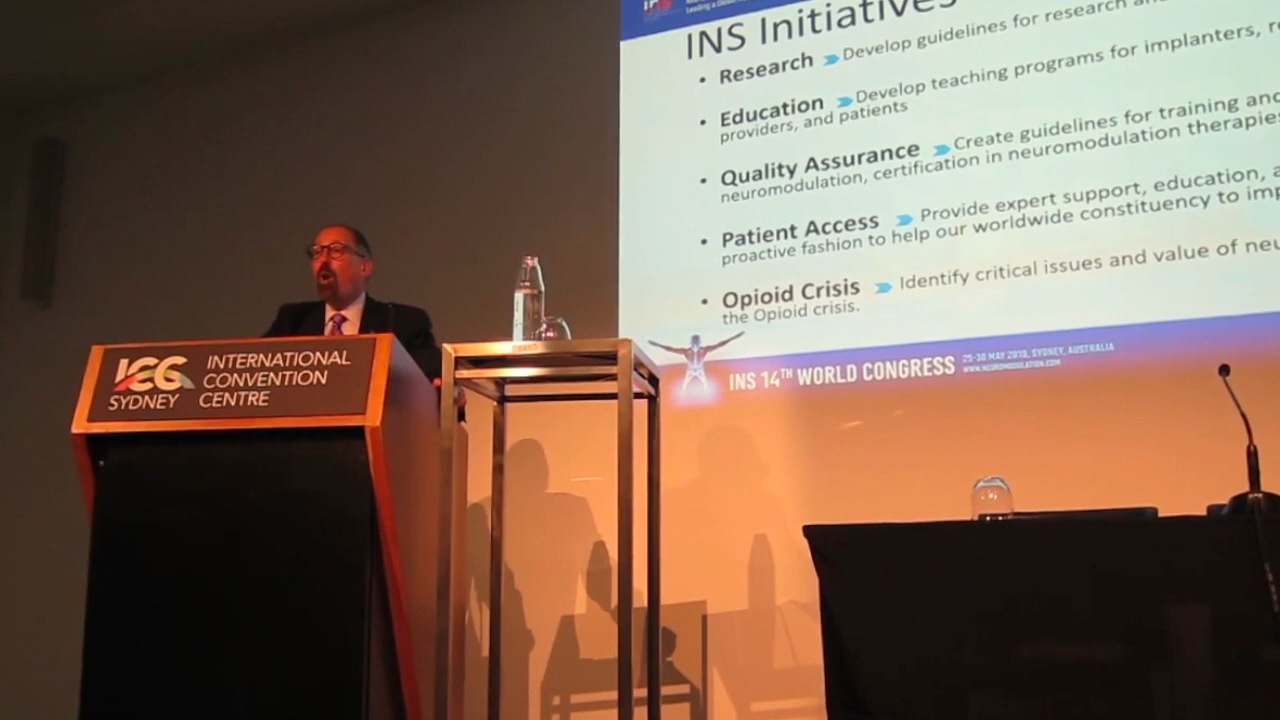 INS
INS Initiatives
• Research Develop guidelines for research
• Education Develop teaching programs for implanters,
providers, and patients
• Quality Assurance Create guidelines for training and
neuromodulation, certification in neuromodulation therapies
• Patient Access Provide expert support, education,
proactive fashion to help our worldwide constituency to
• Opioid Crisis Identify critical issues and value of
the Opioid crisis.
INS 14TH WORLD CONGRESS
25-30 MAY 2019, SYDNEY, AUSTRALIA
WWW.NEUROMODULATION.COM
ICC
SYDNEY
INTERNATIONAL
CONVENTION
CENTRE